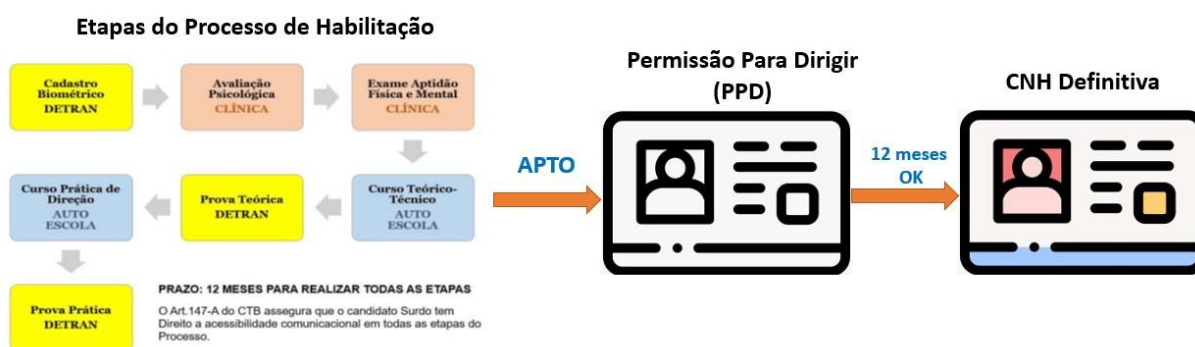 Etapas do Processo de Habilitação
Cadastro
Biométrico
DETRAN
Avaliação
Psicológica
CLÍNICA
Exame Aptidão
Física e Mental
CLÍNICA
Curso Teórico-
Técnico
AUTO
ESCOLA
Prova Teórica
DETRAN
Curso Prática de
Direção
AUTO
ESCOLA
Prova Prática
DETRAN
PRAZO: 12 MESES PARA REALIZAR TODAS AS ETAPAS
O Art.147-A do CTB assegura que o candidato Surdo tem
Direito a acessibilidade comunicacional em todas as etapas do
Processo.
APTO
Permissão Para Dirigir
(PPD)
12 meses
OK
CNH Definitiva